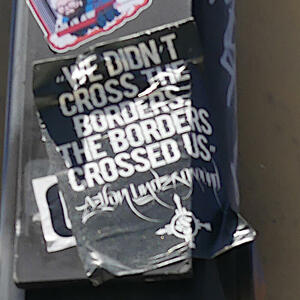 "WE DIDN'T
CROSS THE
BORDERS
THE BORDERS
CROSSED US"